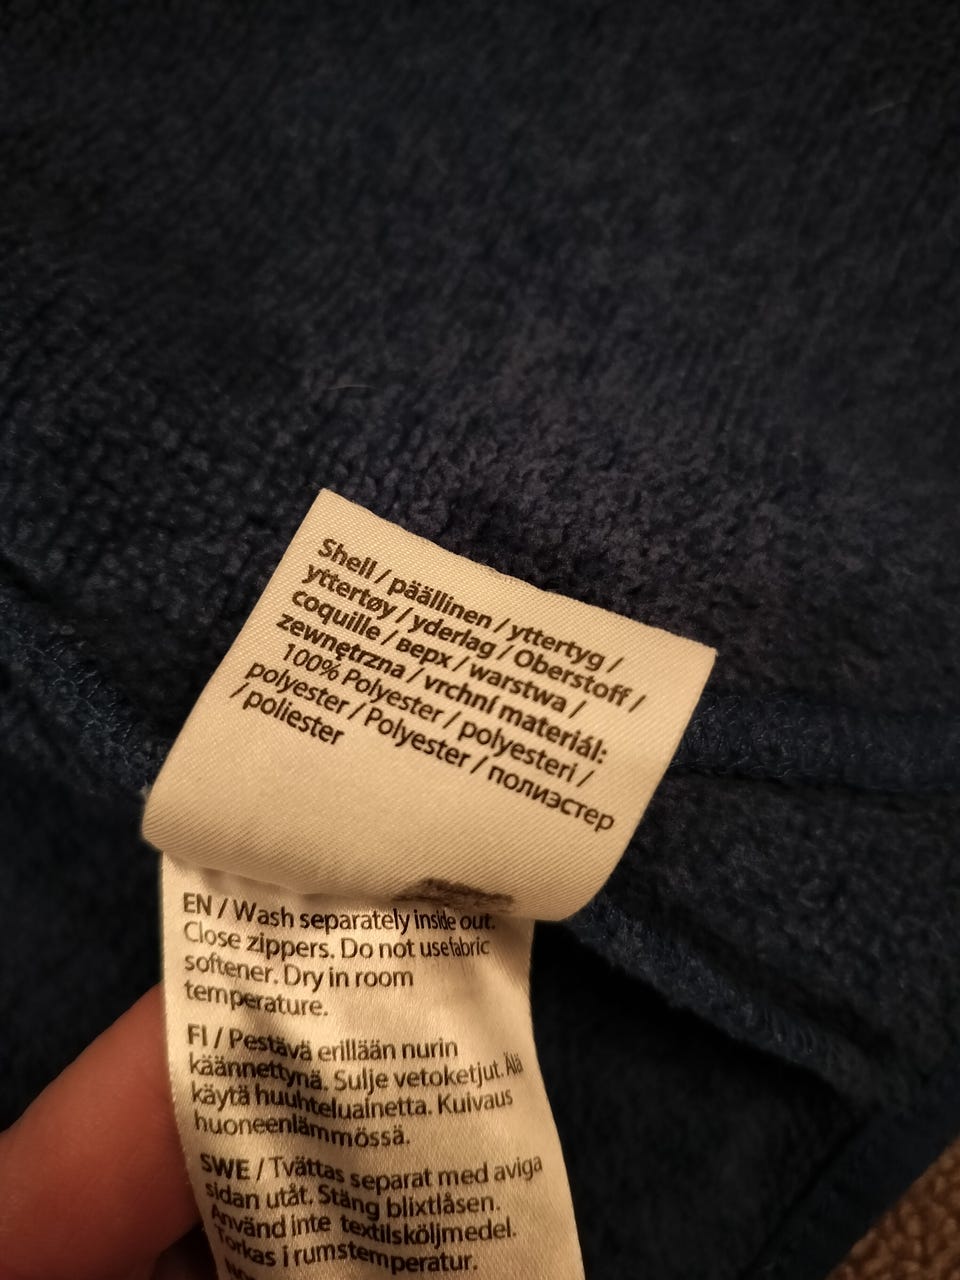 Shell / päällinen / yttertyg /
yttertøy / yderlag / Oberstoff /
coquille / верх / warstwa /
zewnętrzna / vrchní materiál:
100% Polyester / polyesteri /
polyester / Polyester / полиэстер
/ poliester
EN / Wash separately inside out.
Close zippers. Do not use fabric
softener. Dry in room
temperature.
FI / Pestävä erillään nurin
käännettynä. Sulje vetoketjut. Älä
käytä huuhteluainetta. Kuivaus
huoneenlämmössä.
SWE / Tvättas separat med aviga
sidan utåt. Stäng blixtlåsen.
Använd inte textilsköljmedel.
Torkas i rumstemperatur.